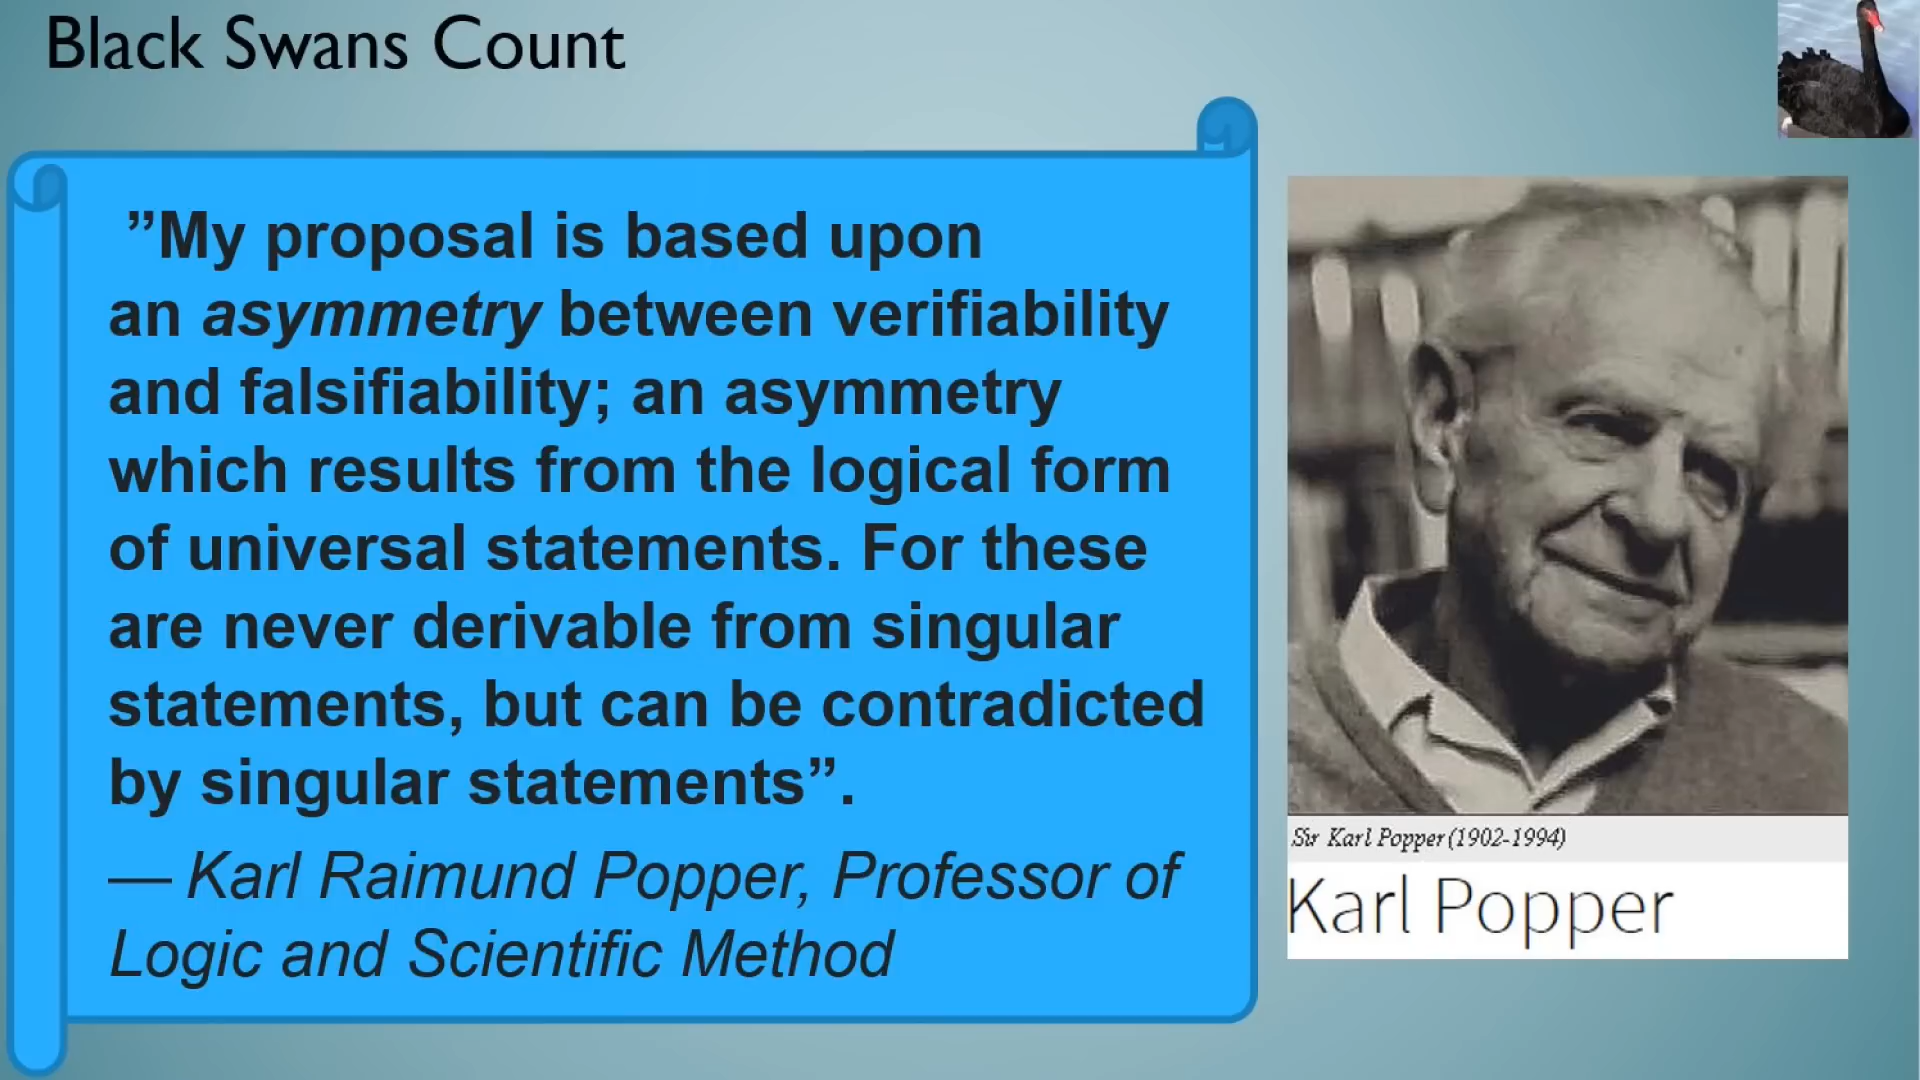 Black Swans Count
”My proposal is based upon
an asymmetry between verifiability
and falsifiability; an asymmetry
which results from the logical form
of universal statements. For these
are never derivable from singular
statements, but can be contradicted
by singular statements”.
— Karl Raimund Popper, Professor of
Logic and Scientific Method
Sir Karl Popper (1902-1994)
Karl Popper